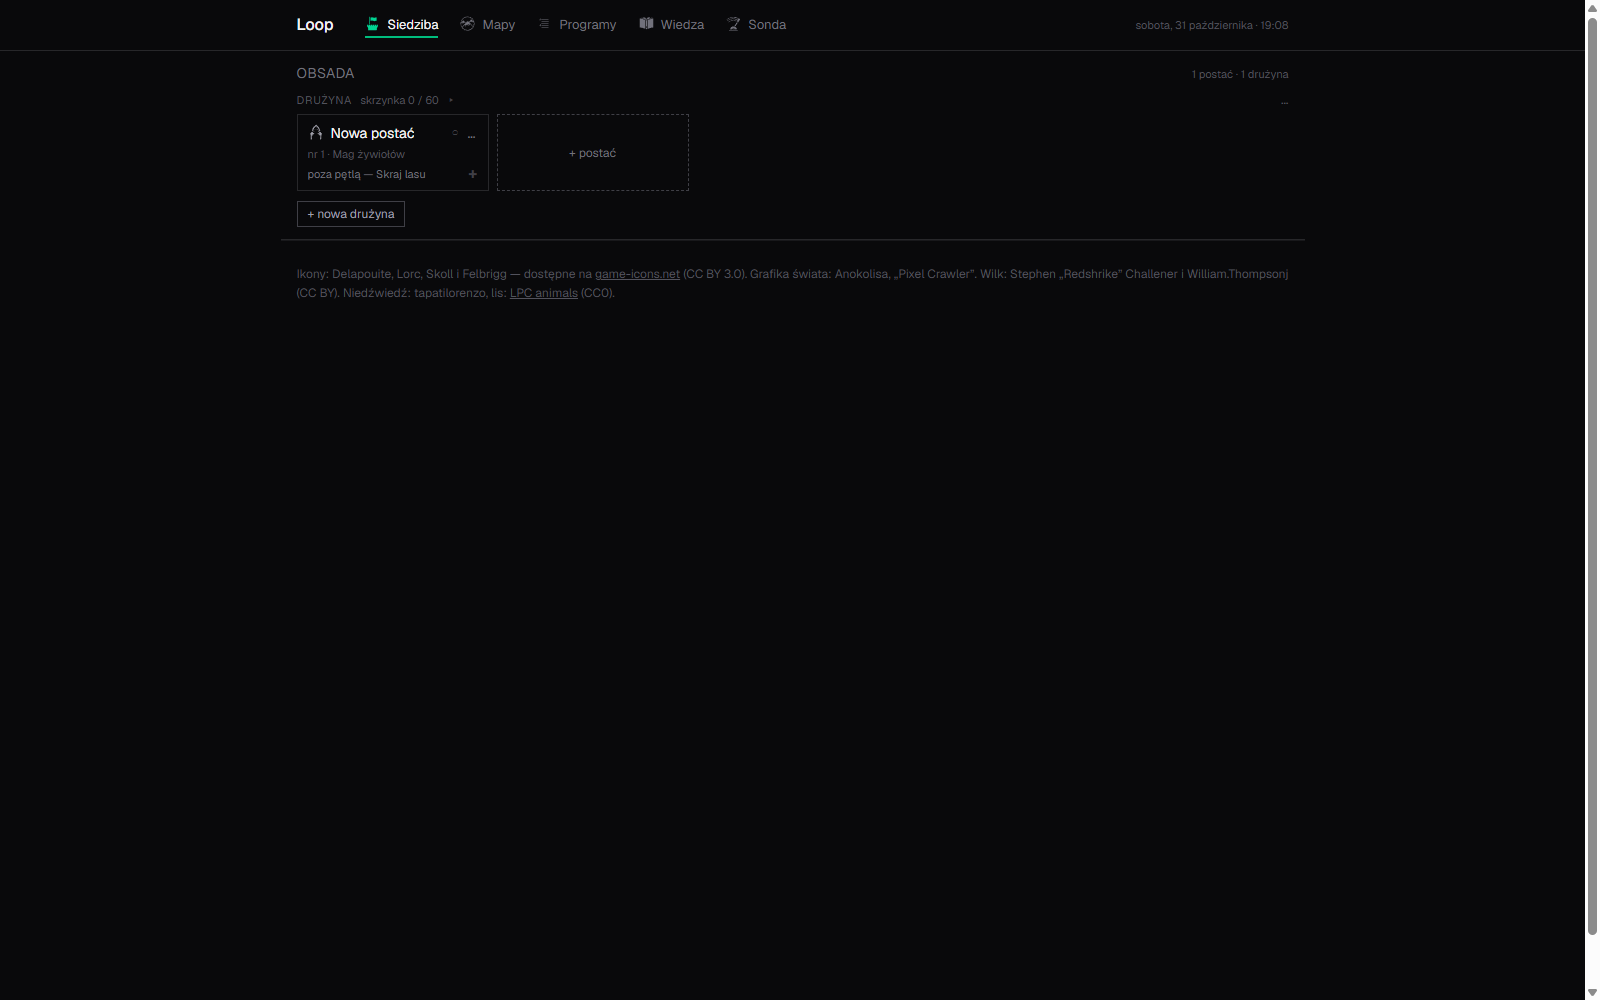 Loop Siedziba Mapy Programy Wiedza Sonda sobota, 31 października · 19:08
OBSADA 1 postać · 1 drużyna
DRUŻYNA skrzynka 0 / 60 ...
Nowa postać ...
nr 1 · Mag żywiołów
poza pętlą — Skraj lasu +
+ postać
+ nowa drużyna
Ikony: Delapouite, Lorc, Skoll i Felbrigg — dostępne na game-icons.net (CC BY 3.0). Grafika świata: Anokolisa, „Pixel Crawler”. Wilk: Stephen „Redshrike” Challener i William.Thompsonj
(CC BY). Niedźwiedź: tapatilorenzo, lis: LPC animals (CC0).